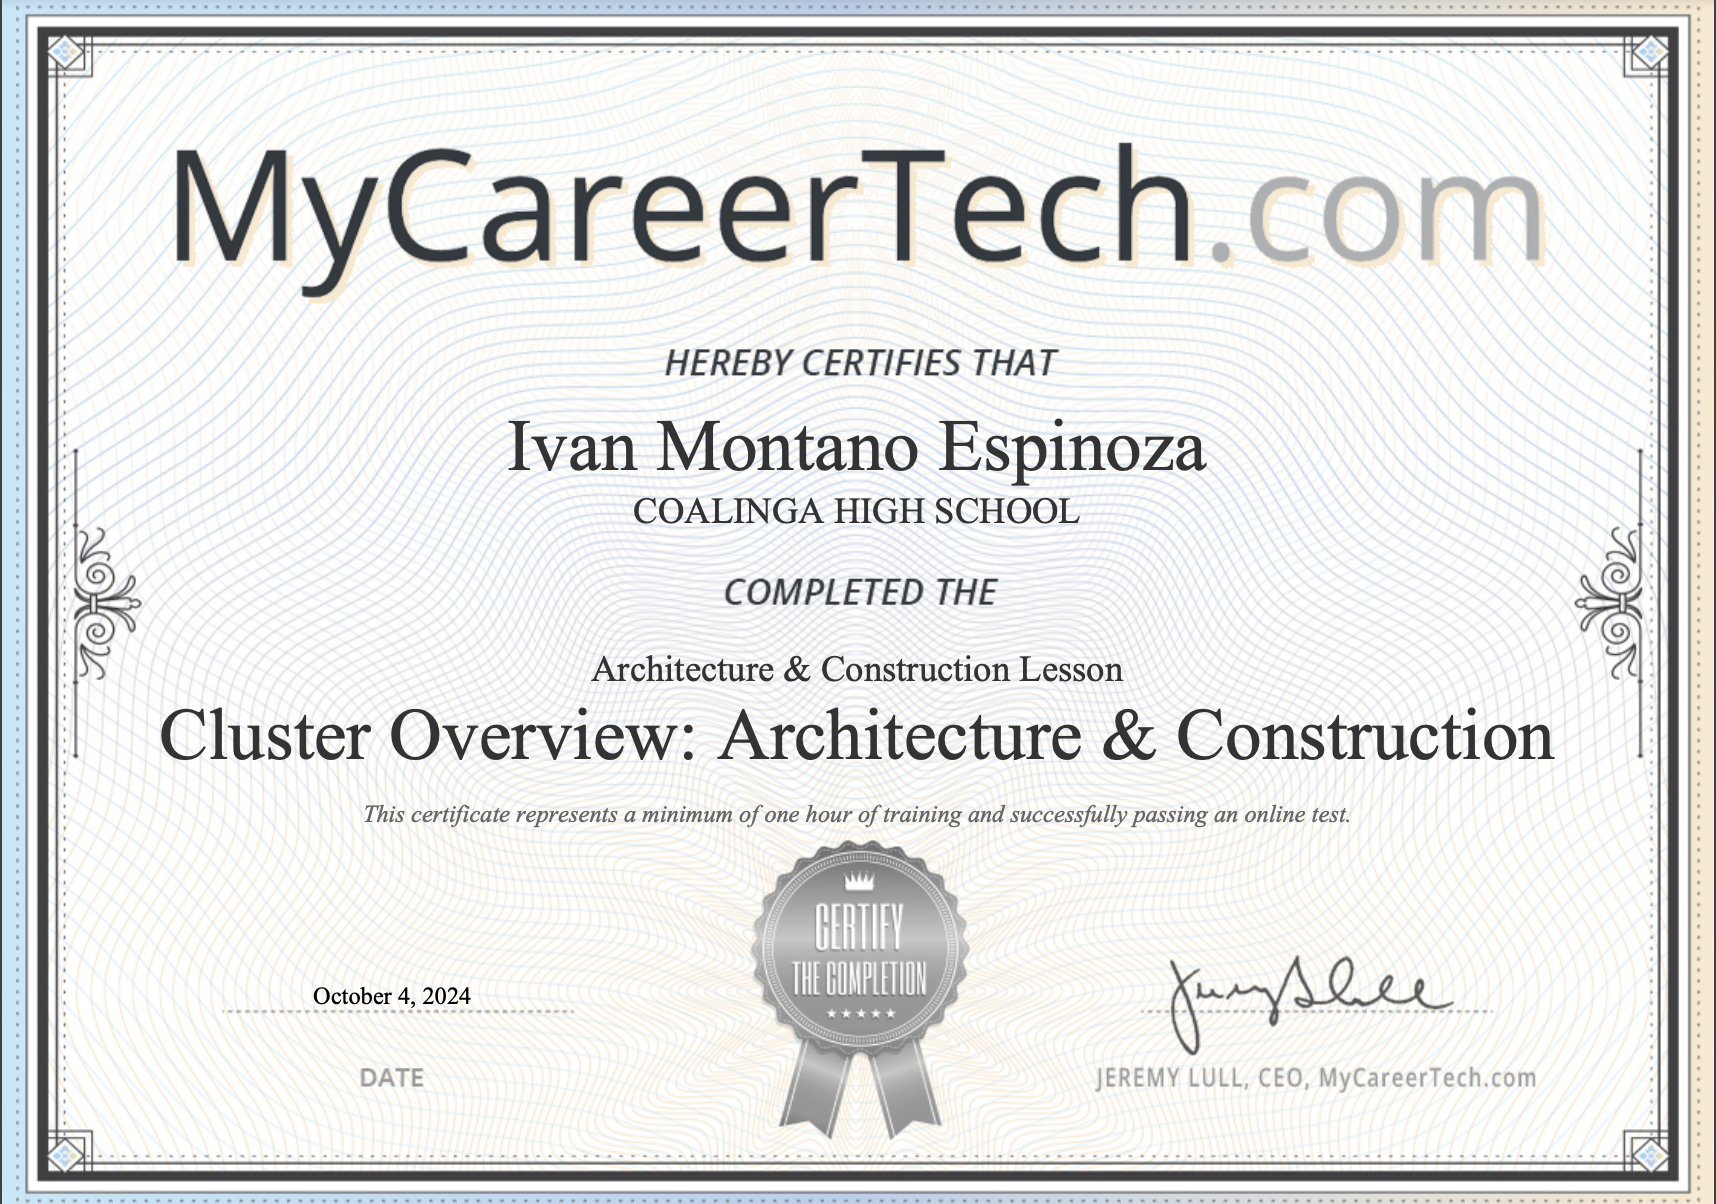 MyCareerTech.com
HEREBY CERTIFIES THAT
Ivan Montano Espinoza
COALINGA HIGH SCHOOL
COMPLETED THE
Architecture & Construction Lesson
Cluster Overview: Architecture & Construction
This certificate represents a minimum of one hour of training and successfully passing an online test.
CERTIFY
THE COMPLETION
October 4, 2024
DATE
JEREMY LULL, CEO, MyCareerTech.com